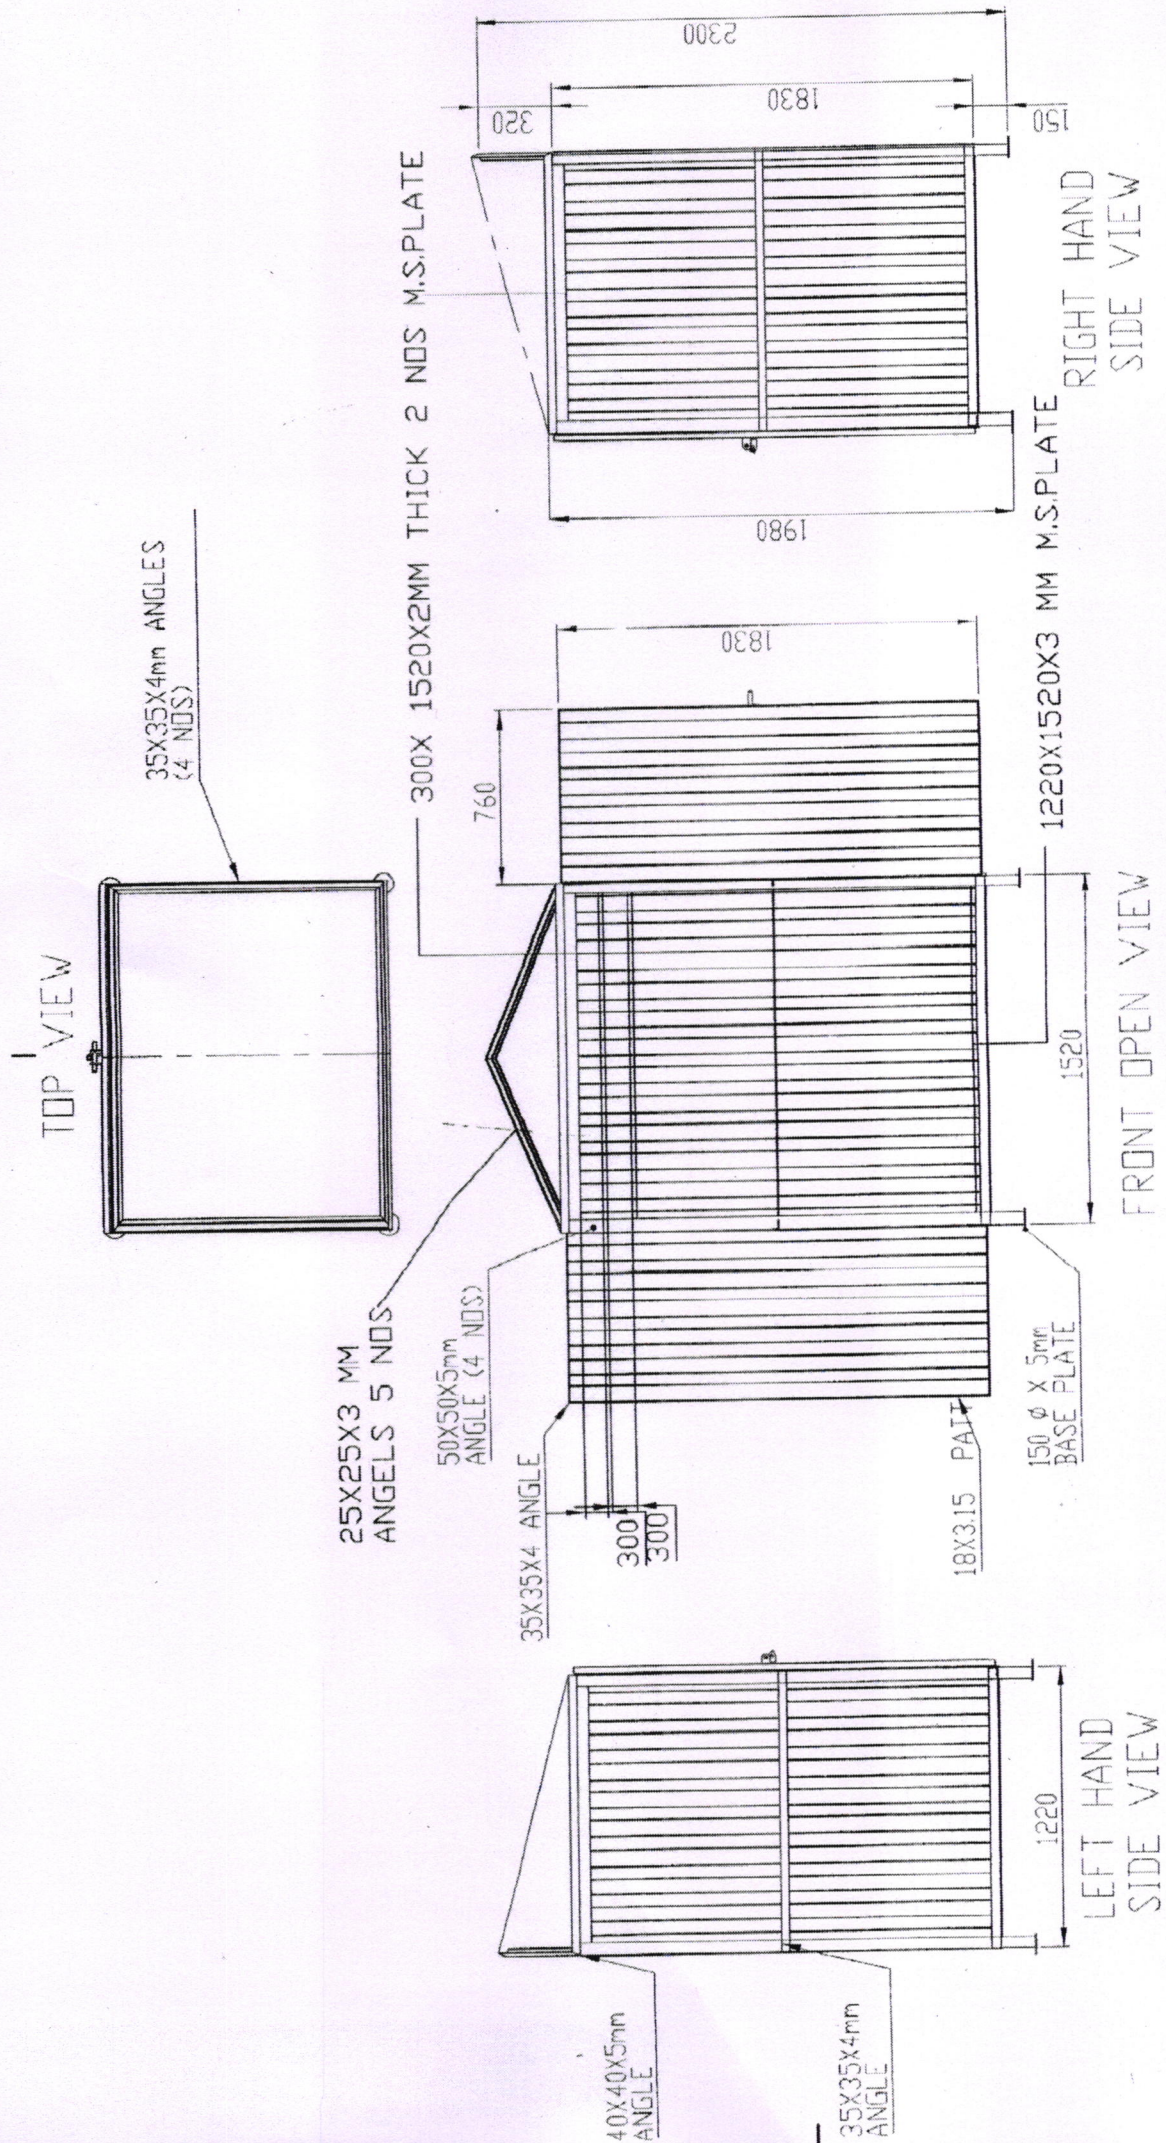 TOP VIEW
35X35X4mm ANGLES
(4 NOS)
25X25X3 MM
ANGELS 5 NOS
300X 1520X2MM THICK 2 NOS M.S.PLATE
50X50X5mm
ANGLE (4 NOS)
35X35X4 ANGLE
300
300
760
1830
18X3.15 PATT
150 ϕ X 5mm
BASE PLATE
1520
1220X1520X3 MM M.S.PLATE
FRONT OPEN VIEW
40X40X5mm
ANGLE
35X35X4mm
ANGLE
1220
LEFT HAND
SIDE VIEW
2300
320
1830
150
1980
RIGHT HAND
SIDE VIEW